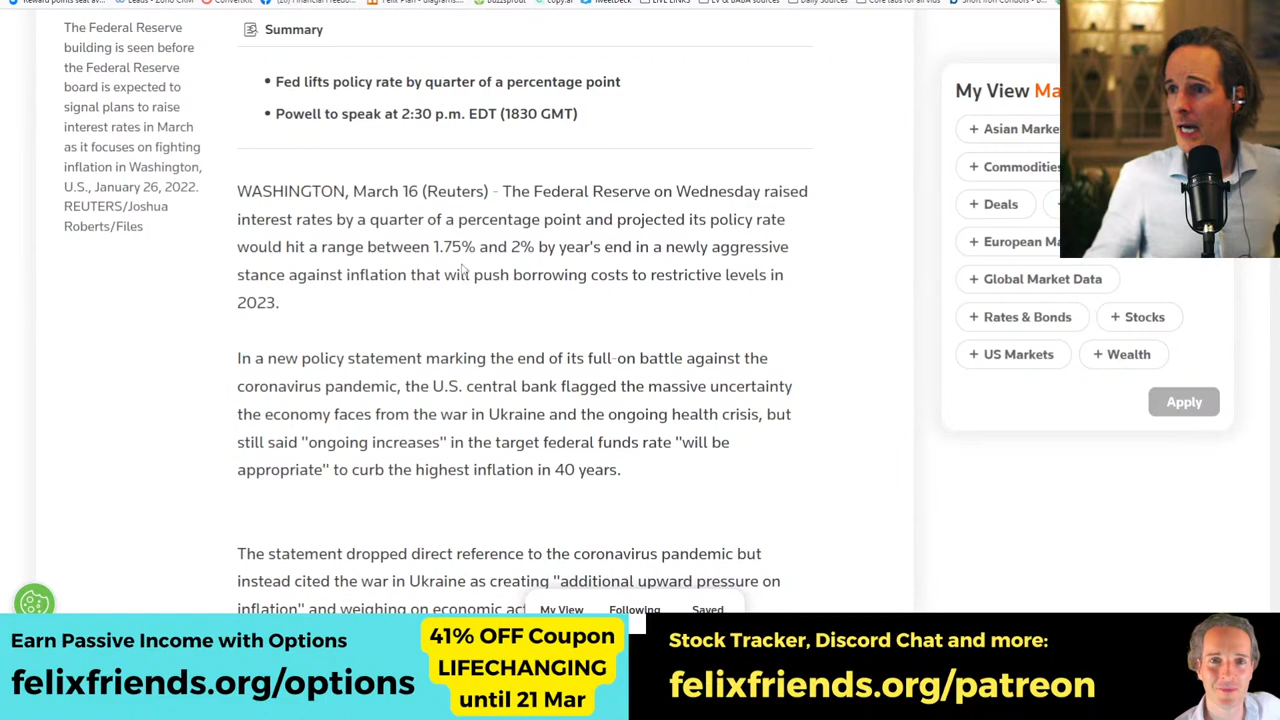 The Federal Reserve
building is seen before
the Federal Reserve
board is expected to
signal plans to raise
interest rates in March
as it focuses on fighting
inflation in Washington,
U.S., January 26, 2022.
REUTERS/Joshua
Roberts/Files
Summary
• Fed lifts policy rate by quarter of a percentage point
• Powell to speak at 2:30 p.m. EDT (1830 GMT)
WASHINGTON, March 16 (Reuters) - The Federal Reserve on Wednesday raised
interest rates by a quarter of a percentage point and projected its policy rate
would hit a range between 1.75% and 2% by year's end in a newly aggressive
stance against inflation that will push borrowing costs to restrictive levels in
2023.
In a new policy statement marking the end of its full-on battle against the
coronavirus pandemic, the U.S. central bank flagged the massive uncertainty
the economy faces from the war in Ukraine and the ongoing health crisis, but
still said "ongoing increases" in the target federal funds rate "will be
appropriate" to curb the highest inflation in 40 years.
The statement dropped direct reference to the coronavirus pandemic but
instead cited the war in Ukraine as creating "additional upward pressure on
inflation" and weighing on economic
My View
+ Asian
+ Commodities
+ Deals +
+ European
+ Global Market Data
+ Rates & Bonds + Stocks
+ US Markets + Wealth
Apply
My View Following Saved
Earn Passive Income with Options
felixfriends.org/options
41% OFF Coupon
LIFECHANGING
until 21 Mar
Stock Tracker, Discord Chat and more:
felixfriends.org/patreon